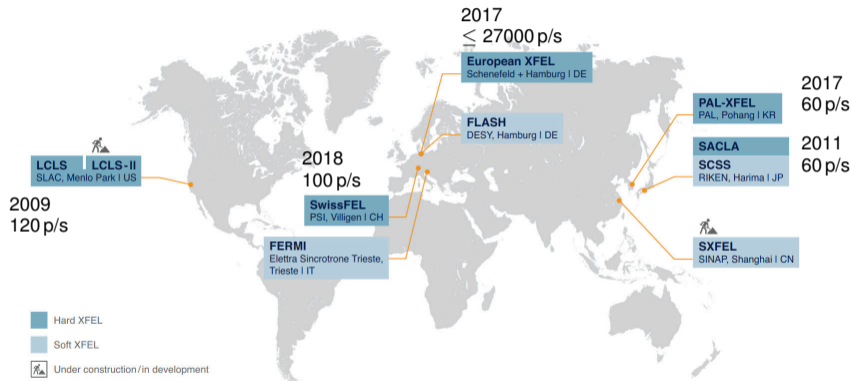 2017
≤ 27000 p/s
European XFEL
Schenefeld + Hamburg | DE
FLASH
DESY, Hamburg | DE
2017
60 p/s
PAL-XFEL
PAL, Pohang | KR
2011
60 p/s
SACLA
SCSS
RIKEN, Harima | JP
LCLS LCLS-II
SLAC, Menlo Park | US
2009
120 p/s
2018
100 p/s
SwissFEL
PSI, Villigen | CH
FERMI
Elettra Sincrotrone Trieste,
Trieste | IT
SXFEL
SINAP, Shanghai | CN
Hard XFEL
Soft XFEL
Under construction/in development